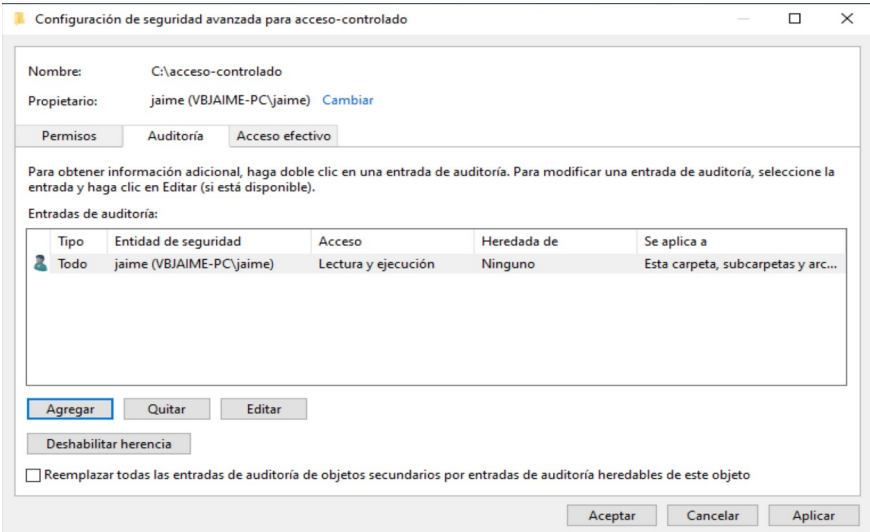 Configuración de seguridad avanzada para acceso-controlado
Nombre: C:\acceso-controlado
Propietario: jaime (VBJAIME-PC\jaime) Cambiar
Permisos Auditoría Acceso efectivo
Para obtener información adicional, haga doble clic en una entrada de auditoría. Para modificar una entrada de auditoría, seleccione la
entrada y haga clic en Editar (si está disponible).
Entradas de auditoría:
Tipo Entidad de seguridad Acceso Heredada de Se aplica a
Todo jaime (VBJAIME-PC\jaime) Lectura y ejecución Ninguno Esta carpeta, subcarpetas y arc...
Agregar Quitar Editar
Deshabilitar herencia
Reemplazar todas las entradas de auditoría de objetos secundarios por entradas de auditoría heredables de este objeto
Aceptar Cancelar Aplicar